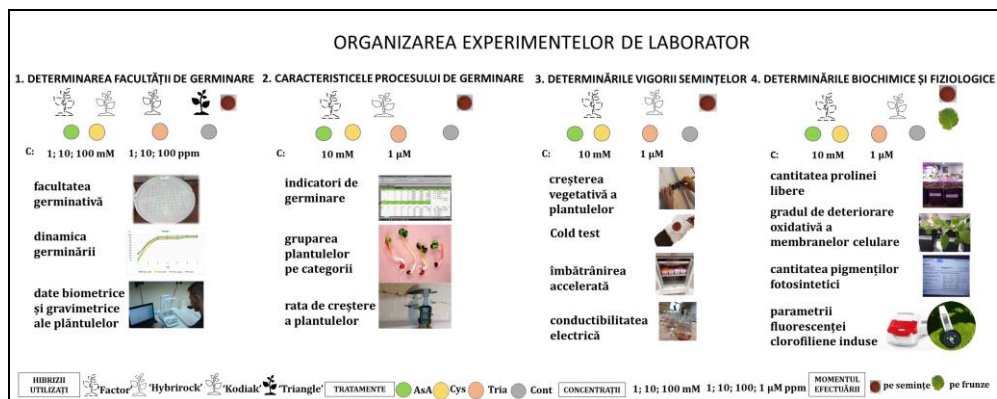 ORGANIZAREA EXPERIMENTELOR DE LABORATOR
1. DETERMINAREA FACULTĂȚII DE GERMINARE
C: 1; 10; 100 mM 1; 10; 100 ppm
facultatea
germinativă
dinamica
germinării
date biometrice
și gravimetrice
ale plăntulelor
2. CARACTERISTICELE PROCESULUI DE GERMINARE
10 mM 1 µM
indicatori de
germinare
gruparea
plantulelor
pe categorii
rata de creștere
a plantulelor
3. DETERMINĂRILE VIGORII SEMINȚELOR
10 mM 1 µM
creșterea
vegetativă a
plantulelor
Cold test
îmbătrânirea
accelerată
conductibilitatea
electrică
4. DETERMINĂRILE BIOCHIMICE ȘI FIZIOLOGICE
C: 10 mM 1 µM
cantitatea prolinei
libere
gradul de deteriorare
oxidativă a
membranelor celulare
cantitatea pigmenților
fotosintetici
parametrii
fluorescenței
clorofiliene induse
HIBRIZII
UTILIZAȚI
'Factor' 'Hybrirock' 'Kodiak' 'Triangle'
TRATAMENTE
AsA Cys Tria Cont
CONCENTRAȚII
1; 10; 100 mM 1; 10; 100; 1 µM ppm
MOMENTUL
EFECTUĂRII
pe semințe pe frunze